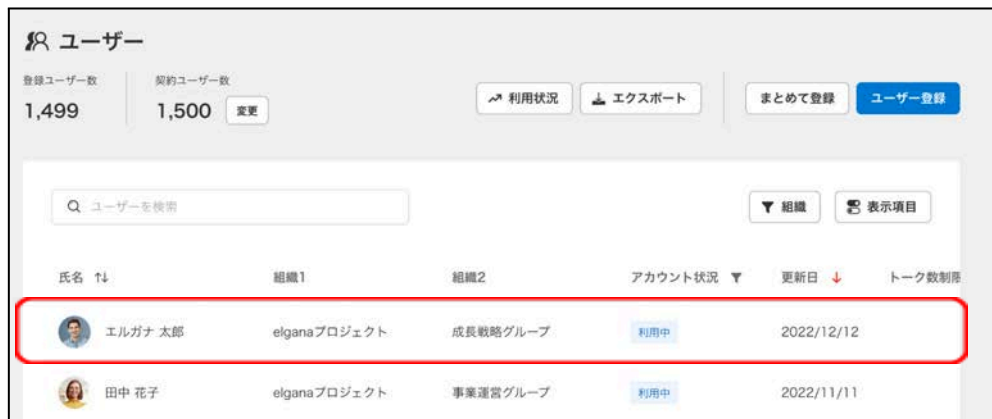 ユーザー
登録ユーザー数 契約ユーザー数
1,499 1,500 変更 利用状況 エクスポート まとめて登録 ユーザー登録
ユーザーを検索 組織 表示項目
氏名 組織1 組織2 アカウント状況 更新日 トーク数制限
エルガナ 太郎 elganaプロジェクト 成長戦略グループ 利用中 2022/12/12
田中 花子 elganaプロジェクト 事業運営グループ 利用中 2022/11/11